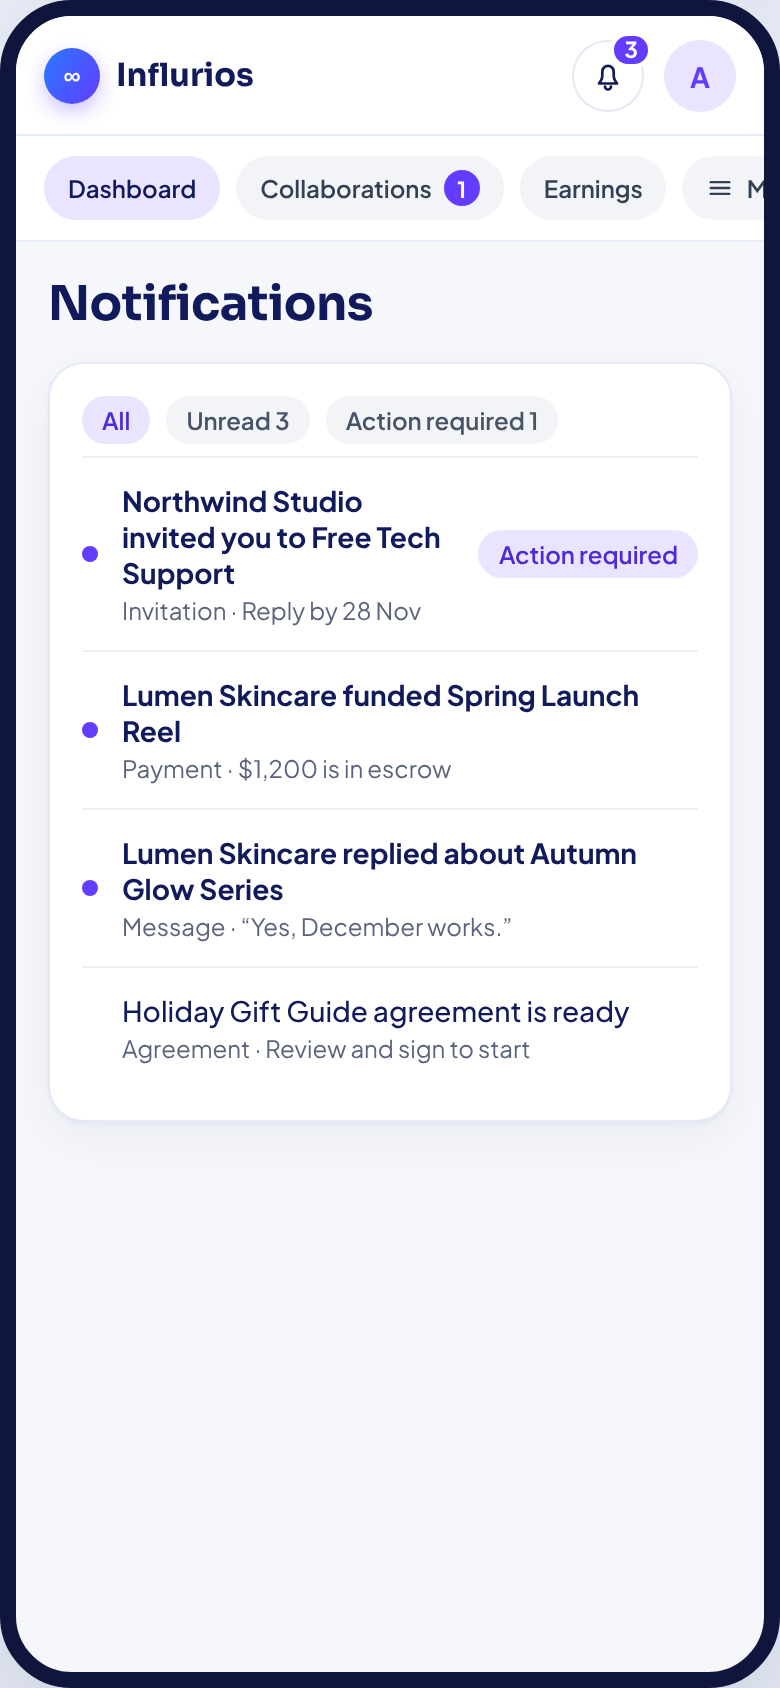 ∞ Influrios 3 A
Dashboard Collaborations 1 Earnings M
Notifications
All Unread 3 Action required 1
Northwind Studio
invited you to Free Tech
Support
Action required
Invitation · Reply by 28 Nov
Lumen Skincare funded Spring Launch
Reel
Payment · $1,200 is in escrow
Lumen Skincare replied about Autumn
Glow Series
Message · “Yes, December works.”
Holiday Gift Guide agreement is ready
Agreement · Review and sign to start